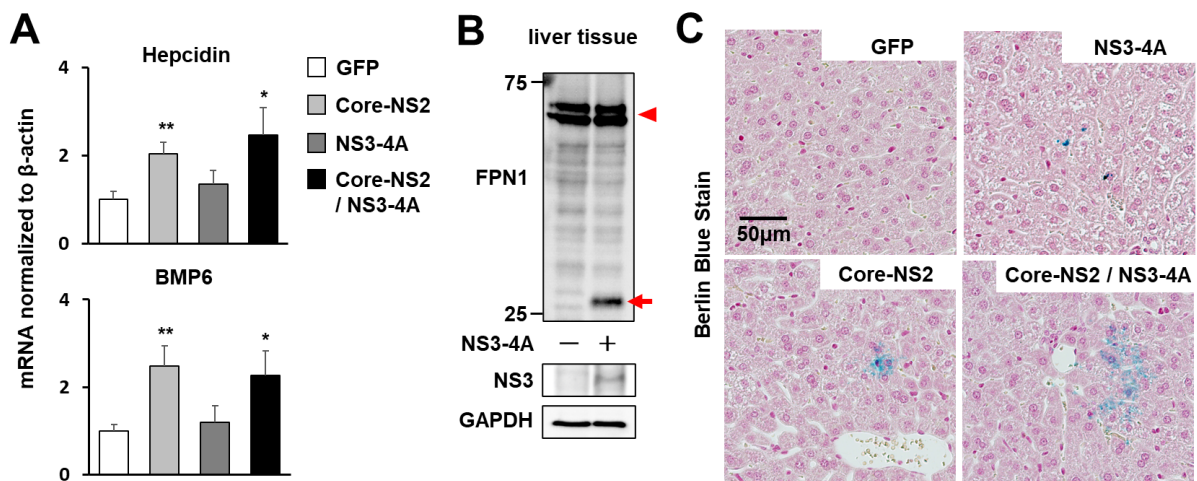 A
Hepcidin
4
2
0
**
*
GFP
Core-NS2
NS3-4A
Core-NS2
/ NS3-4A
BMP6
4
2
0
**
*
mRNA normalized to β-actin
B
liver tissue
75
FPN1
25
NS3-4A − +
NS3
GAPDH
C
Berlin Blue Stain
GFP
NS3-4A
50μm
Core-NS2
Core-NS2 / NS3-4A